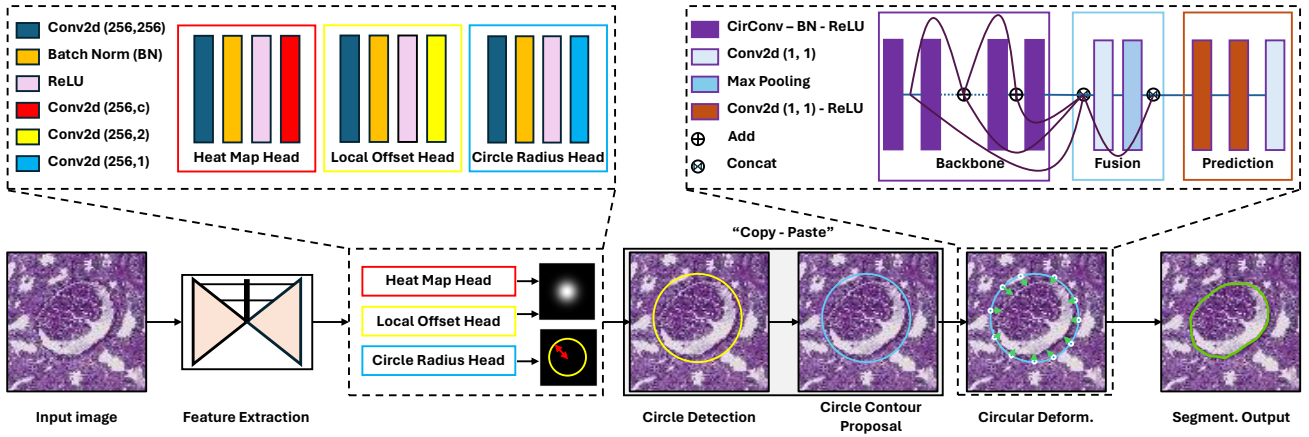 Conv2d (256,256)
Batch Norm (BN)
ReLU
Conv2d (256,c)
Conv2d (256,2)
Conv2d (256,1)
Heat Map Head
Local Offset Head
Circle Radius Head
CirConv – BN - ReLU
Conv2d (1, 1)
Max Pooling
Conv2d (1, 1) - ReLU
Add
Concat
Backbone
Fusion
Prediction
“Copy - Paste”
Heat Map Head
Local Offset Head
Circle Radius Head
Input image
Feature Extraction
Circle Detection
Circle Contour
Proposal
Circular Deform.
Segment. Output